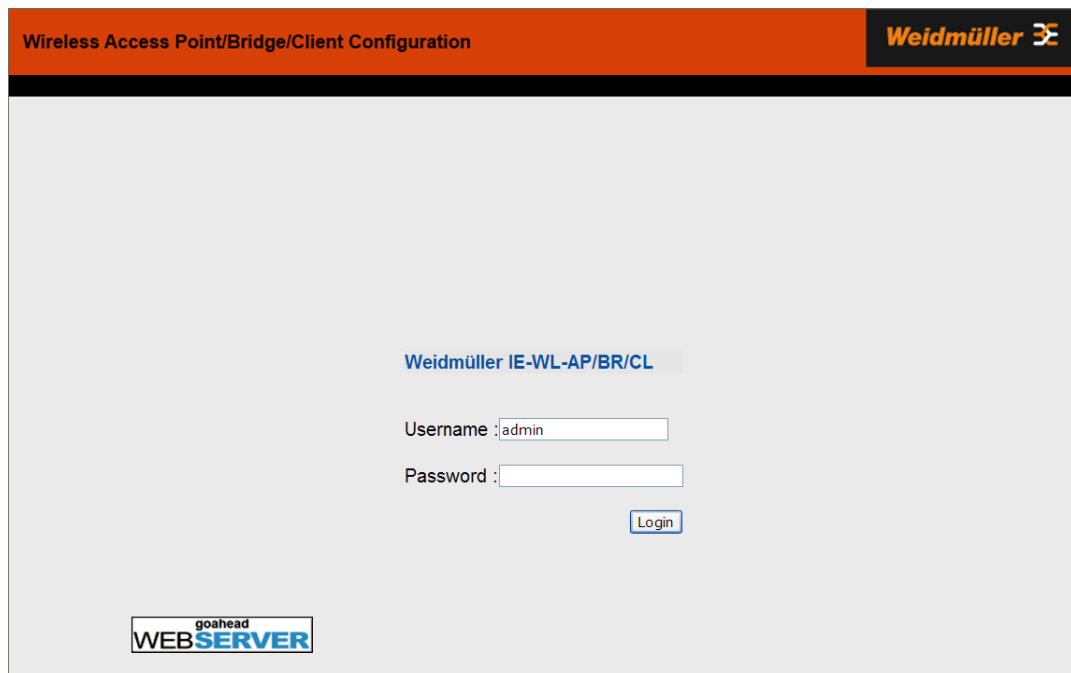 Wireless Access Point/Bridge/Client Configuration
Weidmüller
Weidmüller IE-WL-AP/BR/CL
Username : admin
Password :
Login
goahead
WEBSERVER